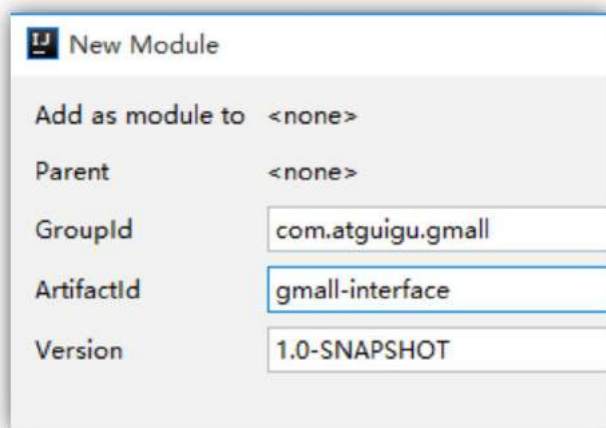 IJ New Module
Add as module to <none>
Parent <none>
GroupId com.atguigu.gmall
ArtifactId gmall-interface
Version 1.0-SNAPSHOT